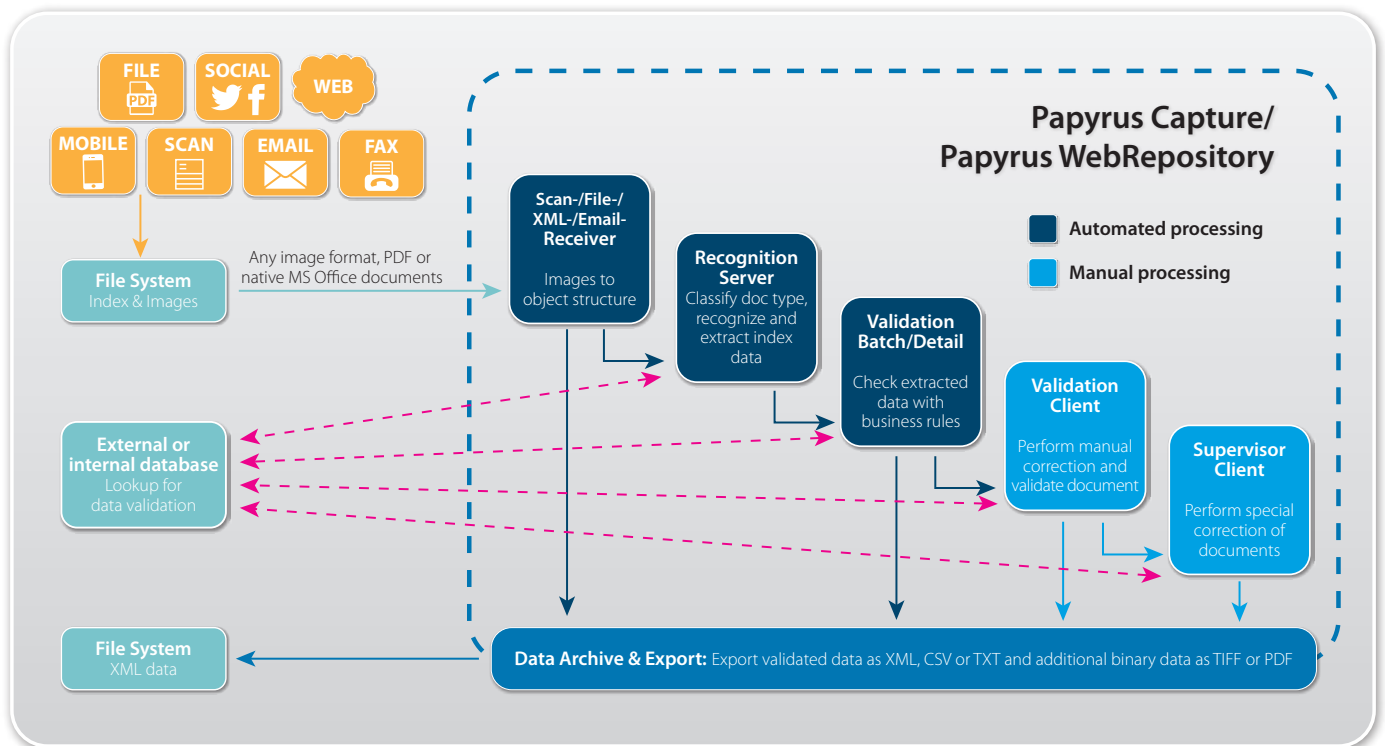 FILE
PDF
SOCIAL
WEB
MOBILE
SCAN
EMAIL
FAX
Papyrus Capture/
Papyrus WebRepository
Automated processing
Manual processing
File System
Index & Images
Any image format, PDF or
native MS Office documents
Scan-/File-/
XML-/Email-
Receiver
Images to
object structure
Recognition
Server
Classify doc type,
recognize and
extract index
data
Validation
Batch/Detail
Check extracted
data with
business rules
Validation
Client
Perform manual
correction and
validate document
Supervisor
Client
Perform special
correction of
documents
External or
internal database
Lookup for
data validation
File System
XML data
Data Archive & Export: Export validated data as XML, CSV or TXT and additional binary data as TIFF or PDF